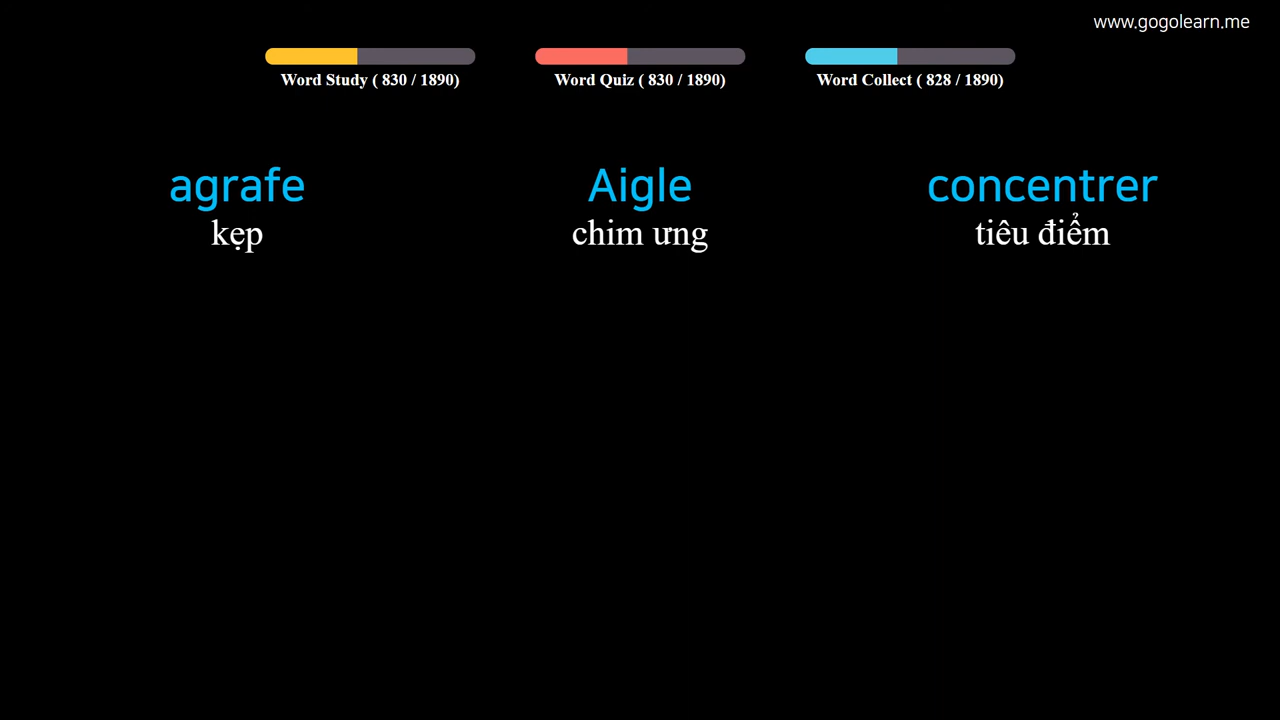 www.gogolearn.me
Word Study ( 830 / 1890)
Word Quiz ( 830 / 1890)
Word Collect ( 828 / 1890)
agrafe
kẹp
Aigle
chim ưng
concentrer
tiêu điểm